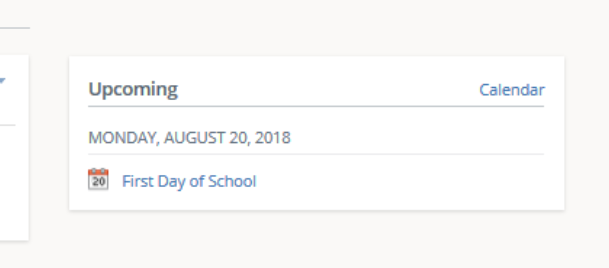 Upcoming Calendar
MONDAY, AUGUST 20, 2018
20 First Day of School